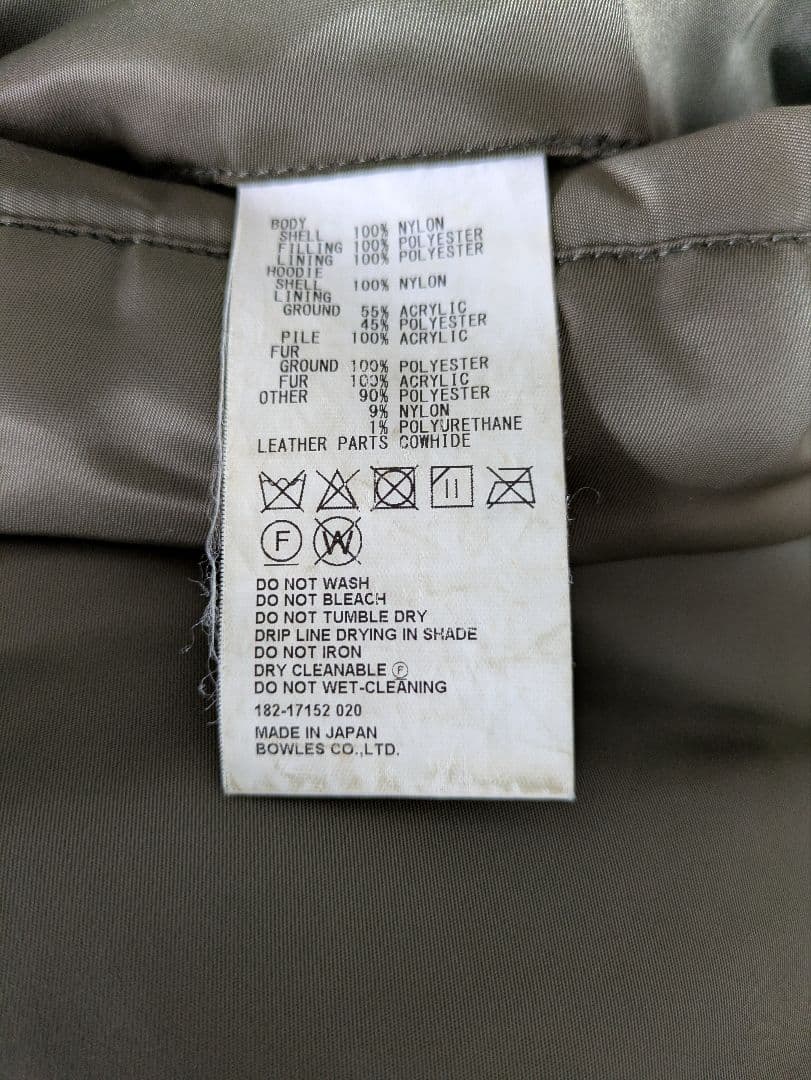 BODY
SHELL 100% NYLON
FILLING 100% POLYESTER
LINING 100% POLYESTER
HOODIE
SHELL 100% NYLON
LINING
GROUND 55% ACRYLIC
45% POLYESTER
PILE 100% ACRYLIC
FUR
GROUND 100% POLYESTER
FUR 100% ACRYLIC
OTHER 90% POLYESTER
9% NYLON
1% POLYURETHANE
LEATHER PARTS COWHIDE
F W
DO NOT WASH
DO NOT BLEACH
DO NOT TUMBLE DRY
DRIP LINE DRYING IN SHADE
DO NOT IRON
DRY CLEANABLE Ⓕ
DO NOT WET-CLEANING
182-17152 020
MADE IN JAPAN
BOWLES CO.,LTD.